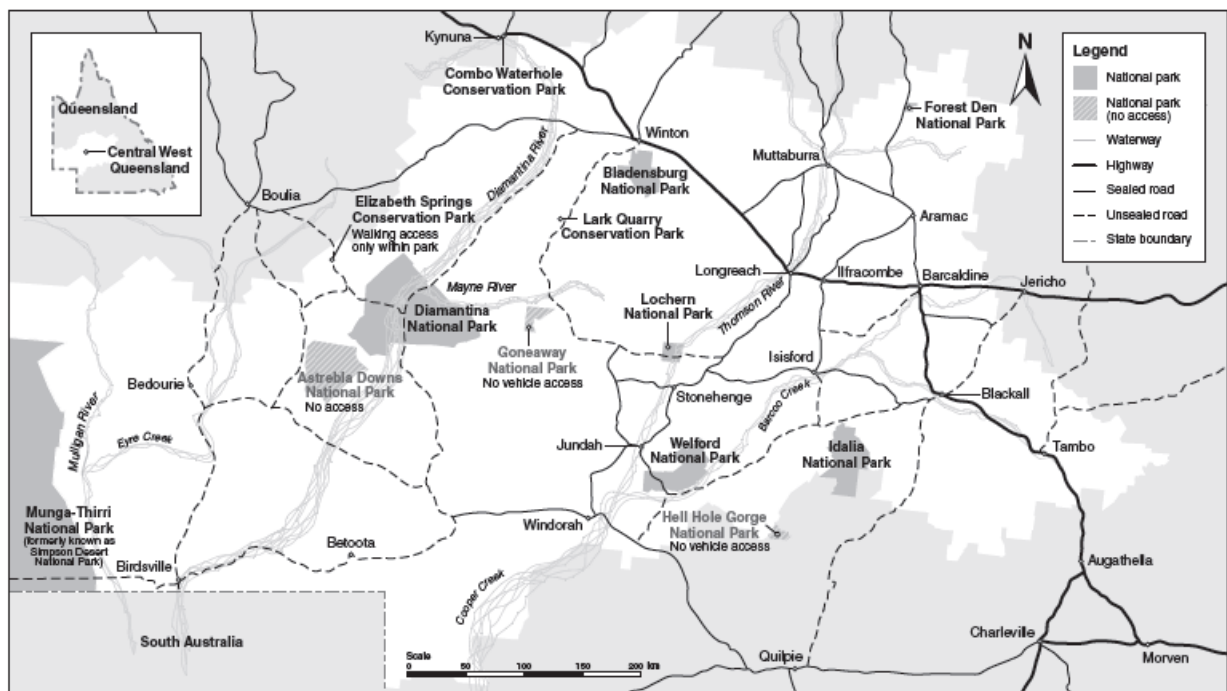 Kynuna
Combo Waterhole
Conservation Park
Queensland
Central West
Queensland
N
Legend
National park
National park
(no access)
Waterway
Highway
Sealed road
Unsealed road
State boundary
Forest Den
National Park
Winton
Muttaburra
Diamantina River
Bladensburg
National Park
Boulia
Elizabeth Springs
Conservation Park
Walking access
only within park
Lark Quarry
Conservation Park
Aramac
Longreach
Ilfracombe
Barcaldine
Jericho
Mayne River
Lochern
National Park
Thomson River
Diamantina
National Park
Goneaway
National Park
No vehicle access
Isisford
Astrebla Downs
National Park
No access
Bedourie
Stonehenge
Barcoo Creek
Blackall
Mulligan River
Eyre Creek
Jundah
Welford
National Park
Idalia
National Park
Tambo
Munga-Thirri
National Park
(formerly known as
Simpson Desert
National Park)
Windorah
Hell Hole Gorge
National Park
No vehicle access
Betoota
Birdsville
Augathella
Cooper Creek
South Australia
Charleville
Morven
Quilpie
Scale
0 50 100 150 200 km